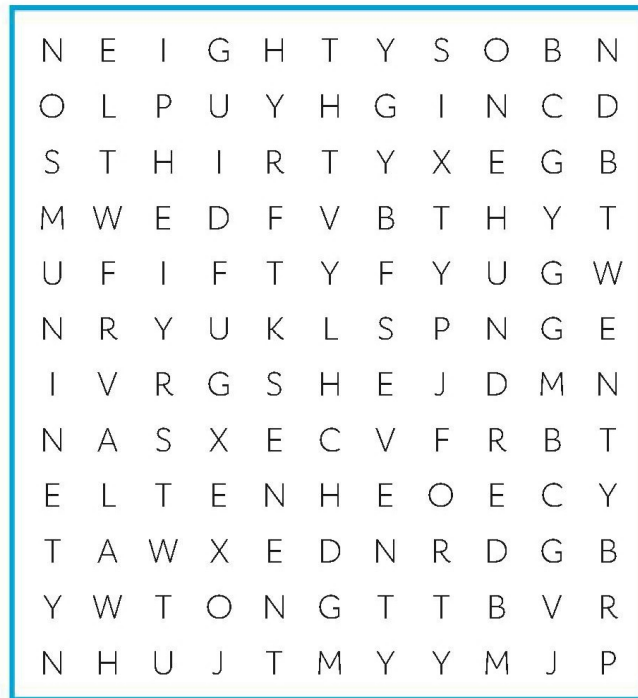 N E I G H T Y S O B N
O L P U Y H G I N C D
S T H I R T Y X E G B
M W E D F V B T H Y T
U F I F T Y F Y U G W
N R Y U K L S P N G E
I V R G S H E J D M N
N A S X E C V F R B T
E L T E N H E O E C Y
T A W X E D N R D G B
Y W T O N G T T B V R
N H U J T M Y Y M J P